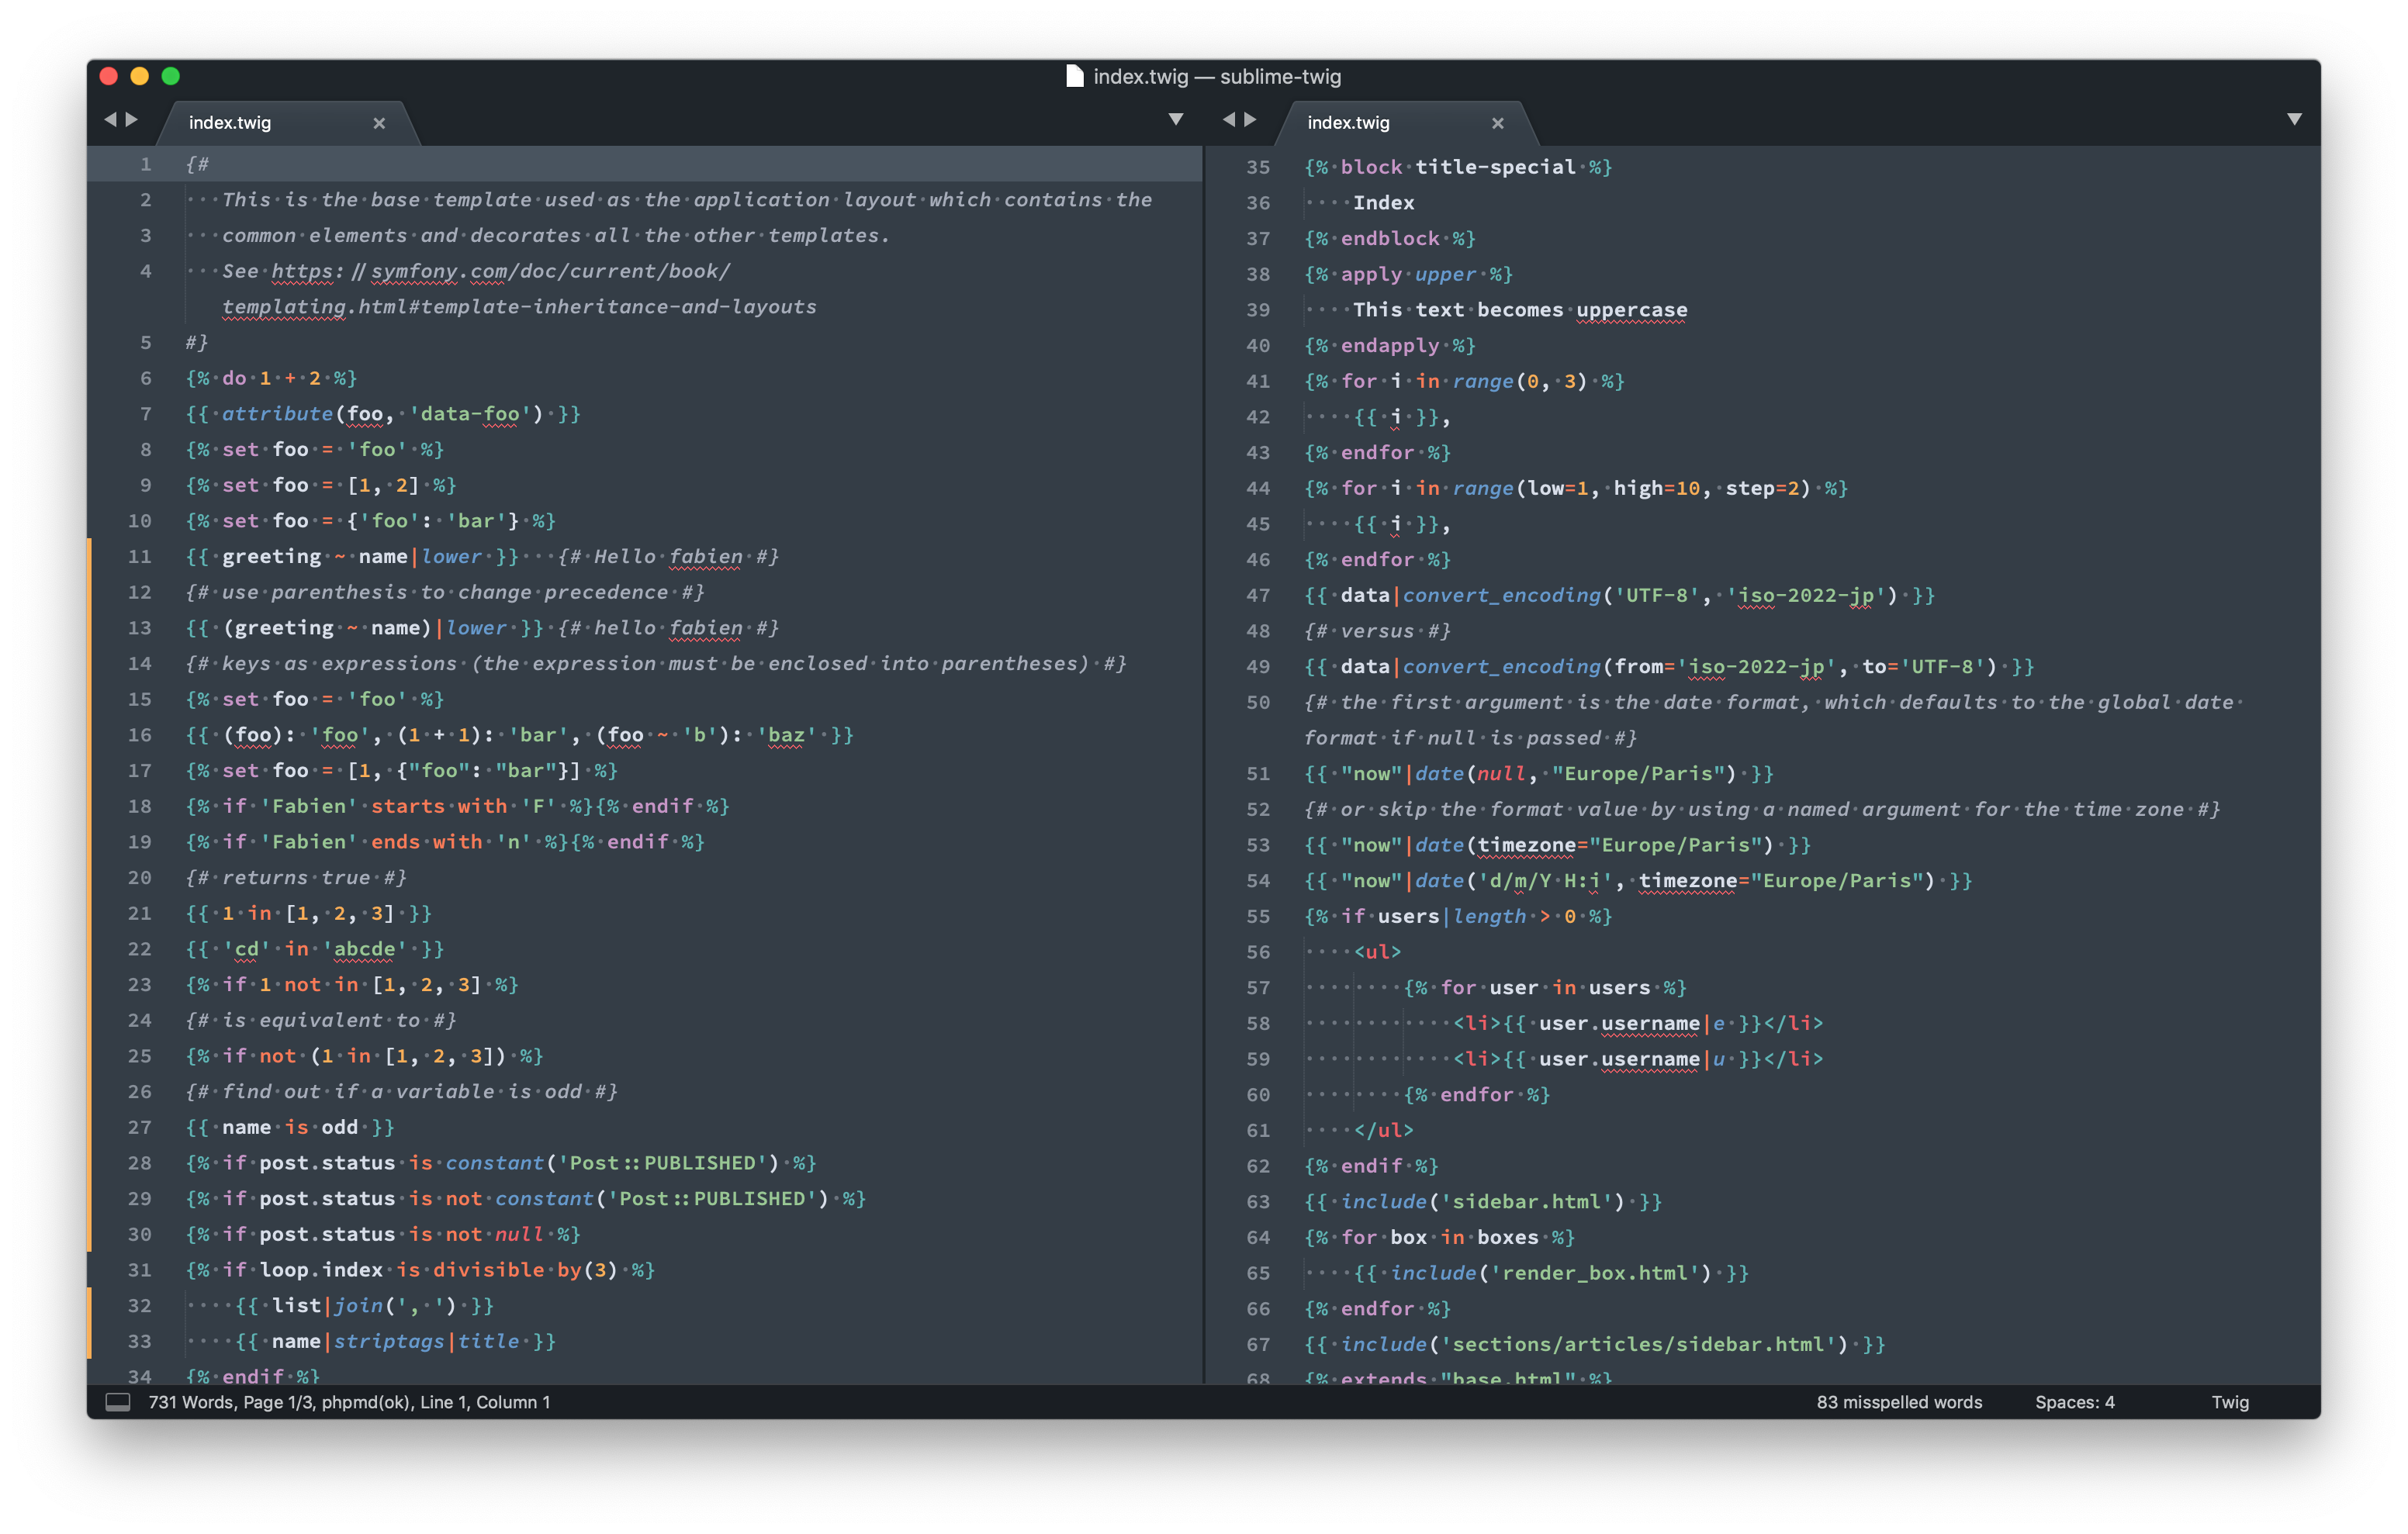 index.twig — sublime-twig
index.twig
index.twig
1 {#
2 This is the base template used as the application layout which contains the
3 common elements and decorates all the other templates.
4 See https://symfony.com/doc/current/book/
templating.html#template-inheritance-and-layouts
5 #}
6 {% do 1 + 2 %}
7 {{ attribute(foo, 'data-foo') }}
8 {% set foo = 'foo' %}
9 {% set foo = [1, 2] %}
10 {% set foo = {'foo': 'bar'} %}
11 {{ greeting ~ name|lower }}   {# Hello fabien #}
12 {# use parenthesis to change precedence #}
13 {{ (greeting ~ name)|lower }} {# hello fabien #}
14 {# keys as expressions (the expression must be enclosed into parentheses) #}
15 {% set foo = 'foo' %}
16 {{ (foo): 'foo', (1 + 1): 'bar', (foo ~ 'b'): 'baz' }}
17 {% set foo = [1, {"foo": "bar"}] %}
18 {% if 'Fabien' starts with 'F' %}{% endif %}
19 {% if 'Fabien' ends with 'n' %}{% endif %}
20 {# returns true #}
21 {{ 1 in [1, 2, 3] }}
22 {{ 'cd' in 'abcde' }}
23 {% if 1 not in [1, 2, 3] %}
24 {# is equivalent to #}
25 {% if not (1 in [1, 2, 3]) %}
26 {# find out if a variable is odd #}
27 {{ name is odd }}
28 {% if post.status is constant('Post::PUBLISHED') %}
29 {% if post.status is not constant('Post::PUBLISHED') %}
30 {% if post.status is not null %}
31 {% if loop.index is divisible by(3) %}
32     {{ list|join(', ') }}
33     {{ name|striptags|title }}
34 {% endif %}
35 {% block title-special %}
36     Index
37 {% endblock %}
38 {% apply upper %}
39     This text becomes uppercase
40 {% endapply %}
41 {% for i in range(0, 3) %}
42     {{ i }},
43 {% endfor %}
44 {% for i in range(low=1, high=10, step=2) %}
45     {{ i }},
46 {% endfor %}
47 {{ data|convert_encoding('UTF-8', 'iso-2022-jp') }}
48 {# versus #}
49 {{ data|convert_encoding(from='iso-2022-jp', to='UTF-8') }}
50 {# the first argument is the date format, which defaults to the global date
format if null is passed #}
51 {{ "now"|date(null, "Europe/Paris") }}
52 {# or skip the format value by using a named argument for the time zone #}
53 {{ "now"|date(timezone="Europe/Paris") }}
54 {{ "now"|date('d/m/Y H:i', timezone="Europe/Paris") }}
55 {% if users|length > 0 %}
56     <ul>
57         {% for user in users %}
58             <li>{{ user.username|e }}</li>
59             <li>{{ user.username|u }}</li>
60         {% endfor %}
61     </ul>
62 {% endif %}
63 {{ include('sidebar.html') }}
64 {% for box in boxes %}
65     {{ include('render_box.html') }}
66 {% endfor %}
67 {{ include('sections/articles/sidebar.html') }}
68 {% extends "base.html" %}
731 Words, Page 1/3, phpmd(ok), Line 1, Column 1
83 misspelled words
Spaces: 4
Twig